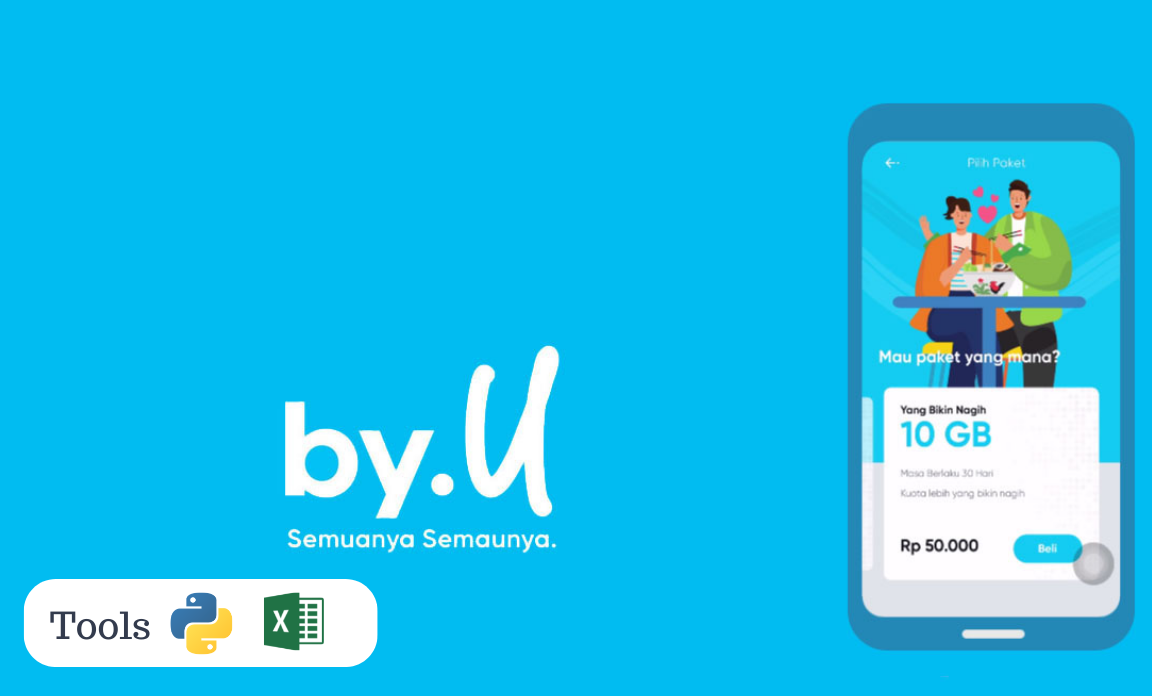 by.U
Semuanya Semaunya.
Tools
X
Pilih Paket
Mau paket yang mana?
Yang Bikin Nagih
10 GB
Masa Berlaku 30 Hari
Kuota lebih yang bikin nagih
Rp 50.000
Beli